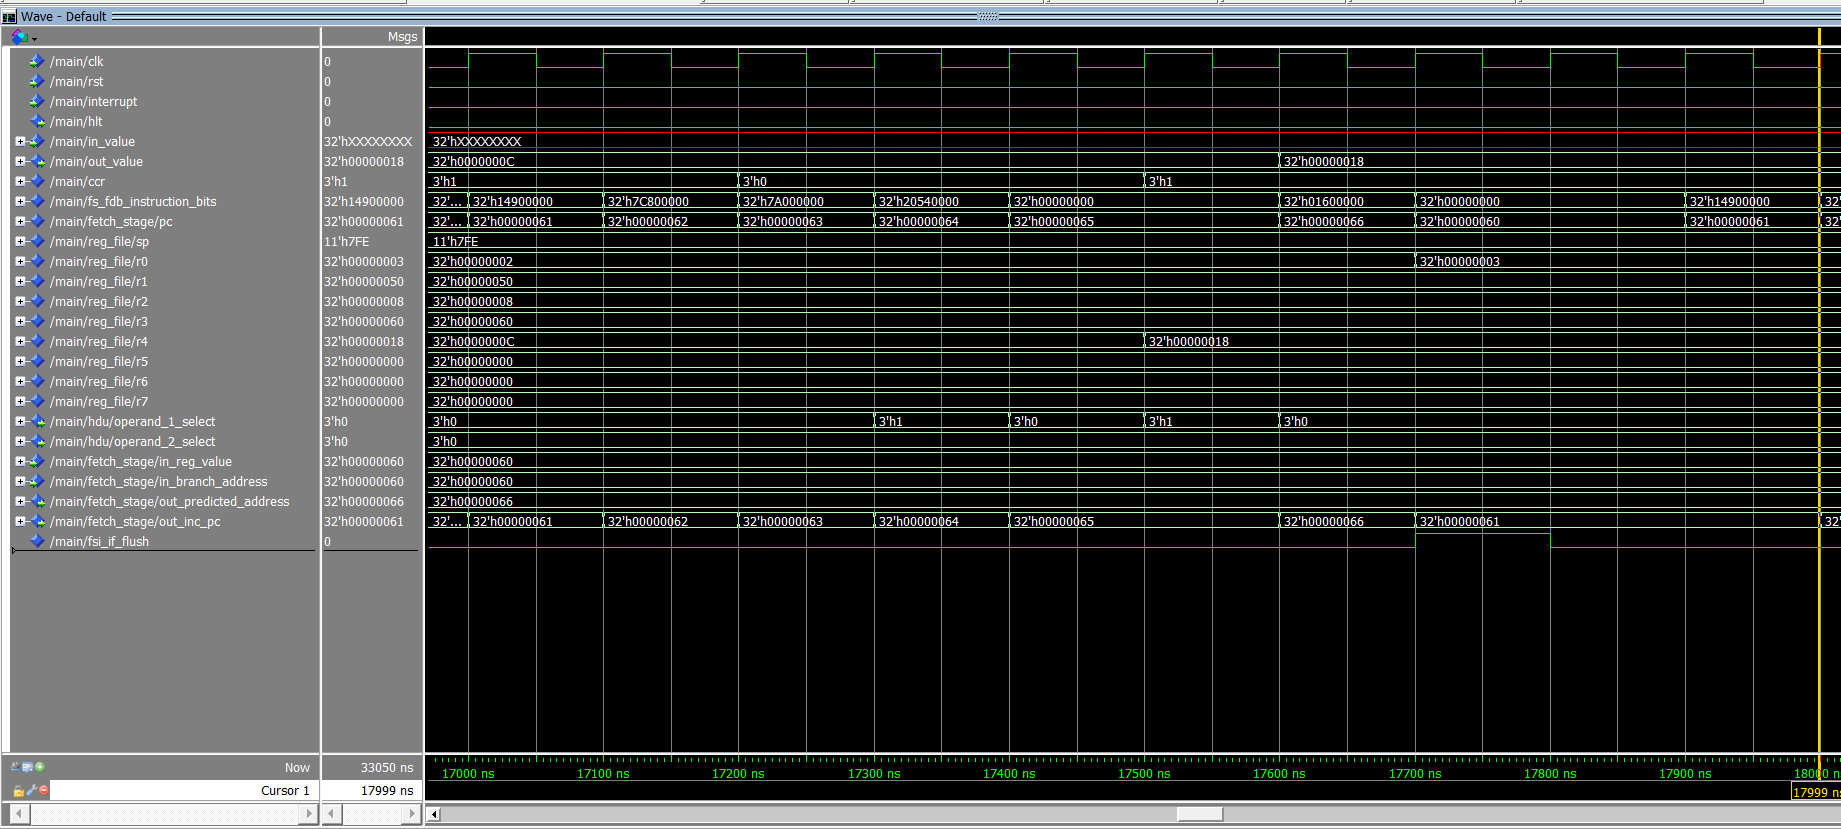 Wave - Default
Msgs
/main/clk 0
/main/rst 0
/main/interrupt 0
/main/hlt 0
/main/in_value 32'hXXXXXXXX 32'hXXXXXXXX
/main/out_value 32'h00000018 32'h0000000C 32'h00000018
/main/ccr 3'h1 3'h1 3'h0 3'h1
/main/fs_fdb_instruction_bits 32'h14900000 32'... 32'h14900000 32'h7C800000 32'h7A000000 32'h20540000 32'h00000000 32'h01600000 32'h00000000 32'h14900000 32'
/main/fetch_stage/pc 32'h00000061 32'... 32'h00000061 32'h00000062 32'h00000063 32'h00000064 32'h00000065 32'h00000066 32'h00000060 32'h00000061 32'
/main/reg_file/sp 11'h7FE 11'h7FE
/main/reg_file/r0 32'h00000003 32'h00000002 32'h00000003
/main/reg_file/r1 32'h00000050 32'h00000050
/main/reg_file/r2 32'h00000008 32'h00000008
/main/reg_file/r3 32'h00000060 32'h00000060
/main/reg_file/r4 32'h00000018 32'h0000000C 32'h00000018
/main/reg_file/r5 32'h00000000 32'h00000000
/main/reg_file/r6 32'h00000000 32'h00000000
/main/reg_file/r7 32'h00000000 32'h00000000
/main/hdu/operand_1_select 3'h0 3'h0 3'h1 3'h0 3'h1 3'h0
/main/hdu/operand_2_select 3'h0 3'h0
/main/fetch_stage/in_reg_value 32'h00000060 32'h00000060
/main/fetch_stage/in_branch_address 32'h00000060 32'h00000060
/main/fetch_stage/out_predicted_address 32'h00000066 32'h00000066
/main/fetch_stage/out_inc_pc 32'h00000061 32'... 32'h00000061 32'h00000062 32'h00000063 32'h00000064 32'h00000065 32'h00000066 32'h00000061 32'
/main/fsi_if_flush 0
Now 33050 ns 17000 ns 17100 ns 17200 ns 17300 ns 17400 ns 17500 ns 17600 ns 17700 ns 17800 ns 17900 ns 18000 n
Cursor 1 17999 ns 17999 ns